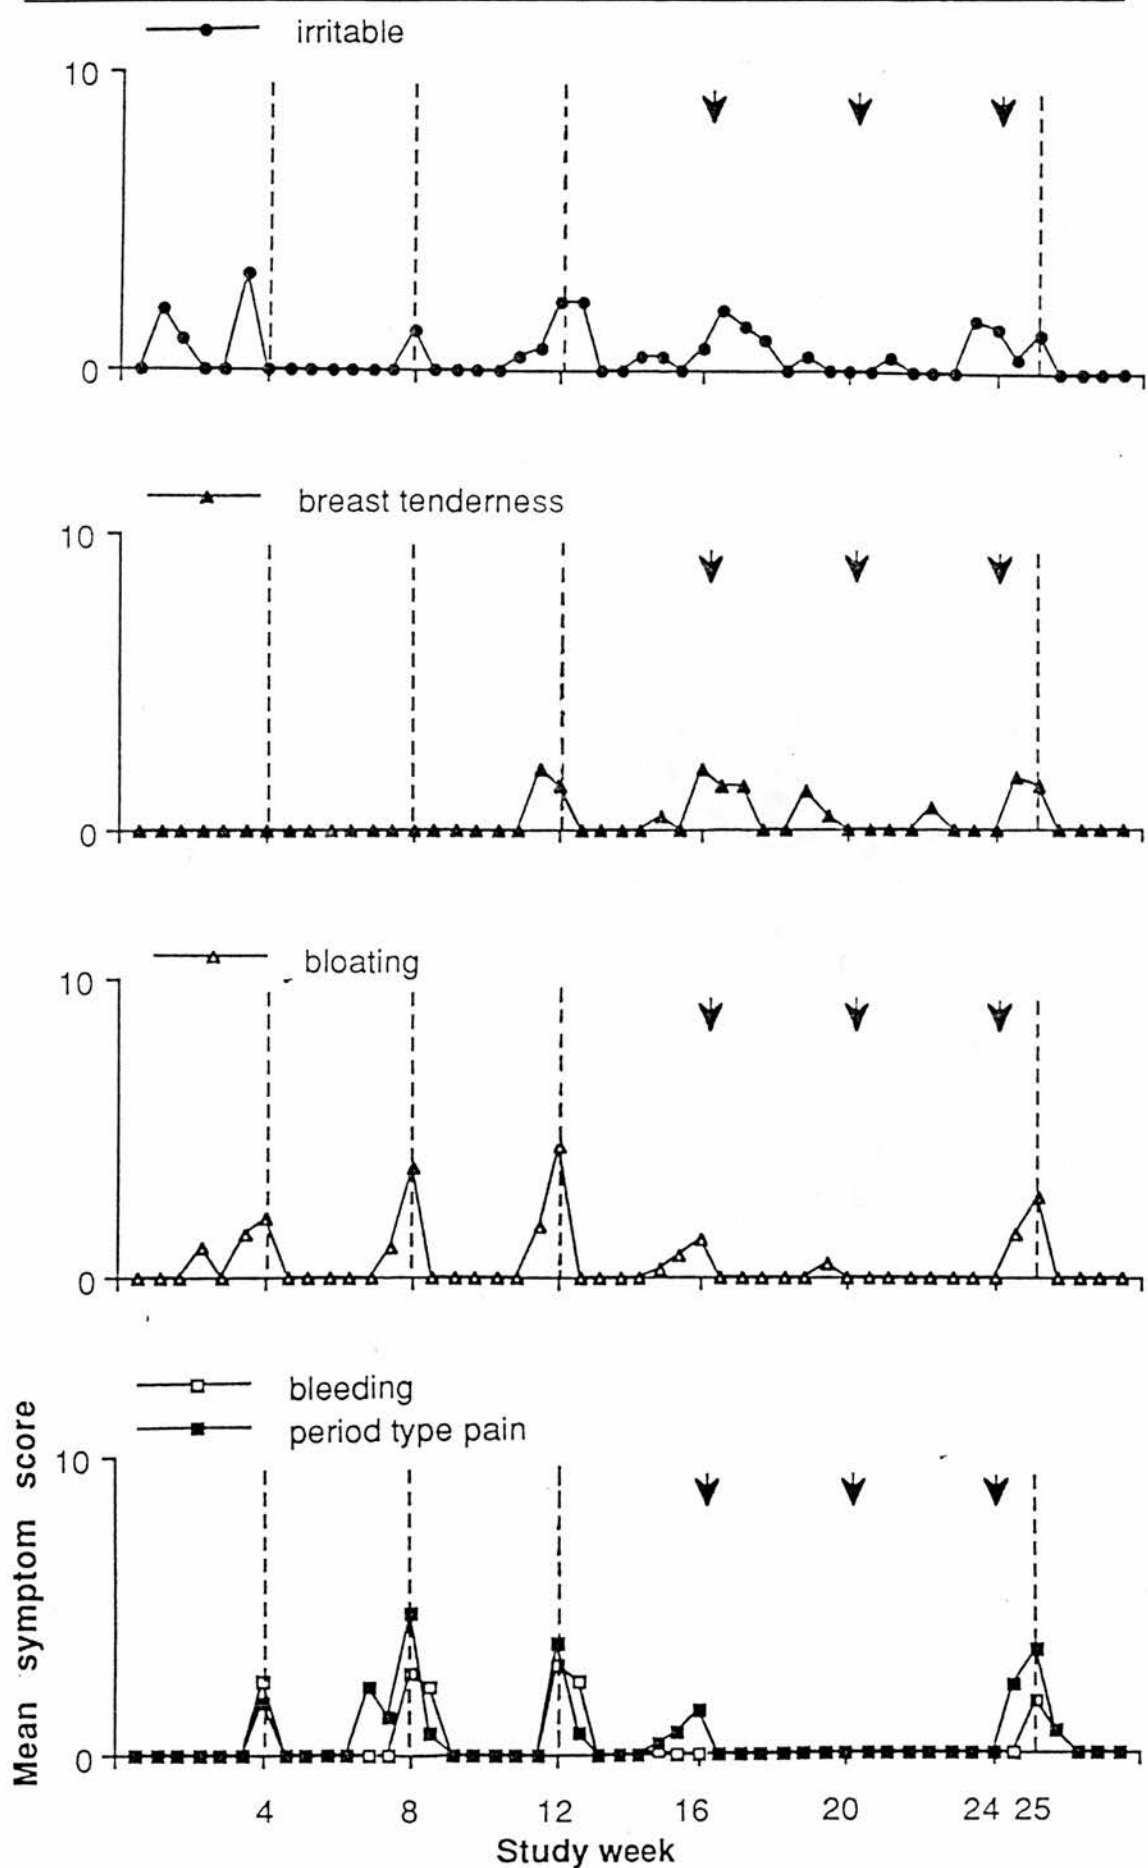 irritable
10
0
breast tenderness
10
0
bloating
10
0
bleeding
period type pain
10
0
Mean symptom score
4 8 12 16 20 24 25
Study week